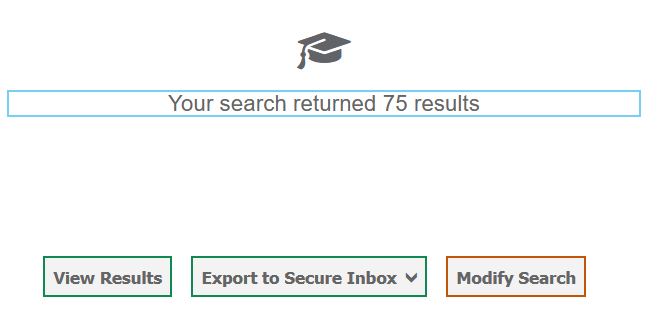 Your search returned 75 results
View Results Export to Secure Inbox Modify Search